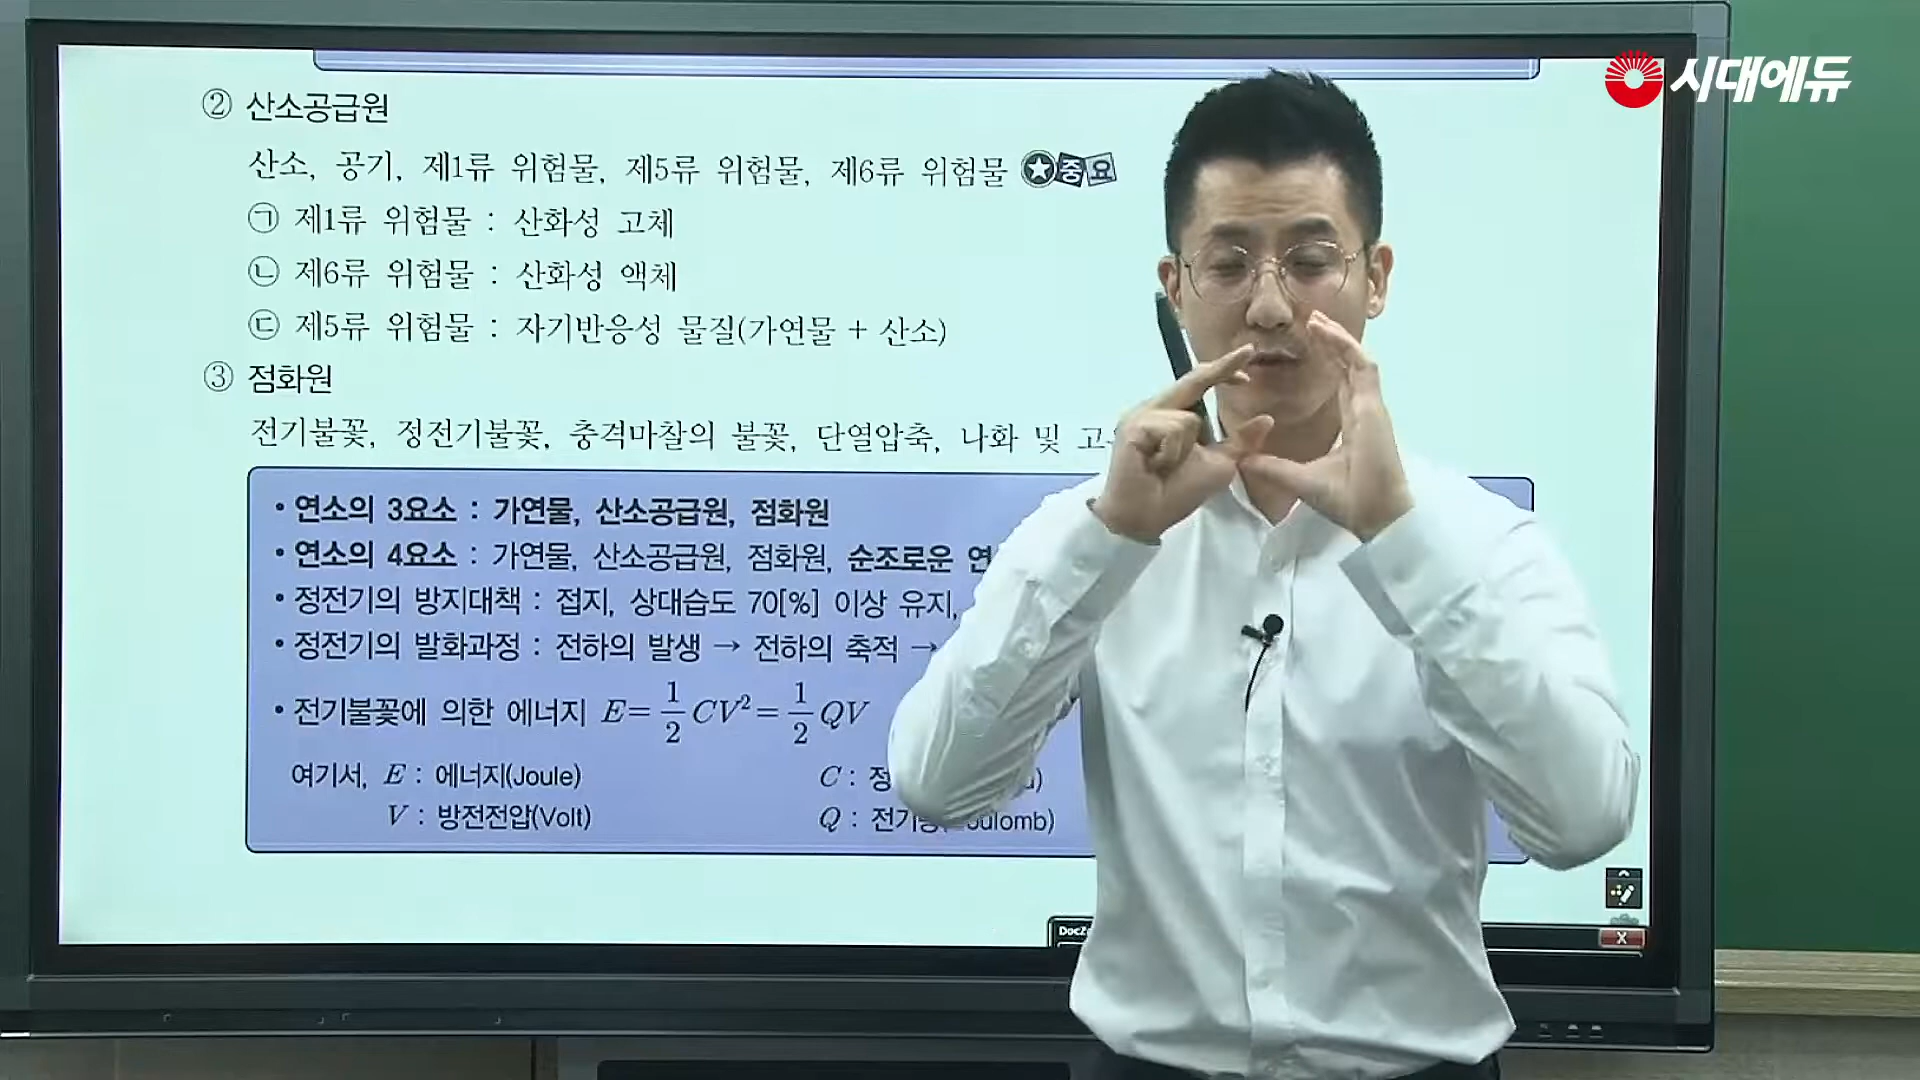 시대에듀
② 산소공급원
산소, 공기, 제1류 위험물, 제5류 위험물, 제6류 위험물 ★중요
㉠ 제1류 위험물 : 산화성 고체
㉡ 제6류 위험물 : 산화성 액체
㉢ 제5류 위험물 : 자기반응성 물질(가연물 + 산소)
③ 점화원
전기불꽃, 정전기불꽃, 충격마찰의 불꽃, 단열압축, 나화 및
• 연소의 3요소 : 가연물, 산소공급원, 점화원
• 연소의 4요소 : 가연물, 산소공급원, 점화원, 순조로운
• 정전기의 방지대책 : 접지, 상대습도 70[%] 이상 유지,
• 정전기의 발화과정 : 전하의 발생 → 전하의 축적 →
• 전기불꽃에 의한 에너지 E = 1/2 CV² = 1/2 QV
여기서, E : 에너지(Joule) C :
V : 방전전압(Volt) Q :
X